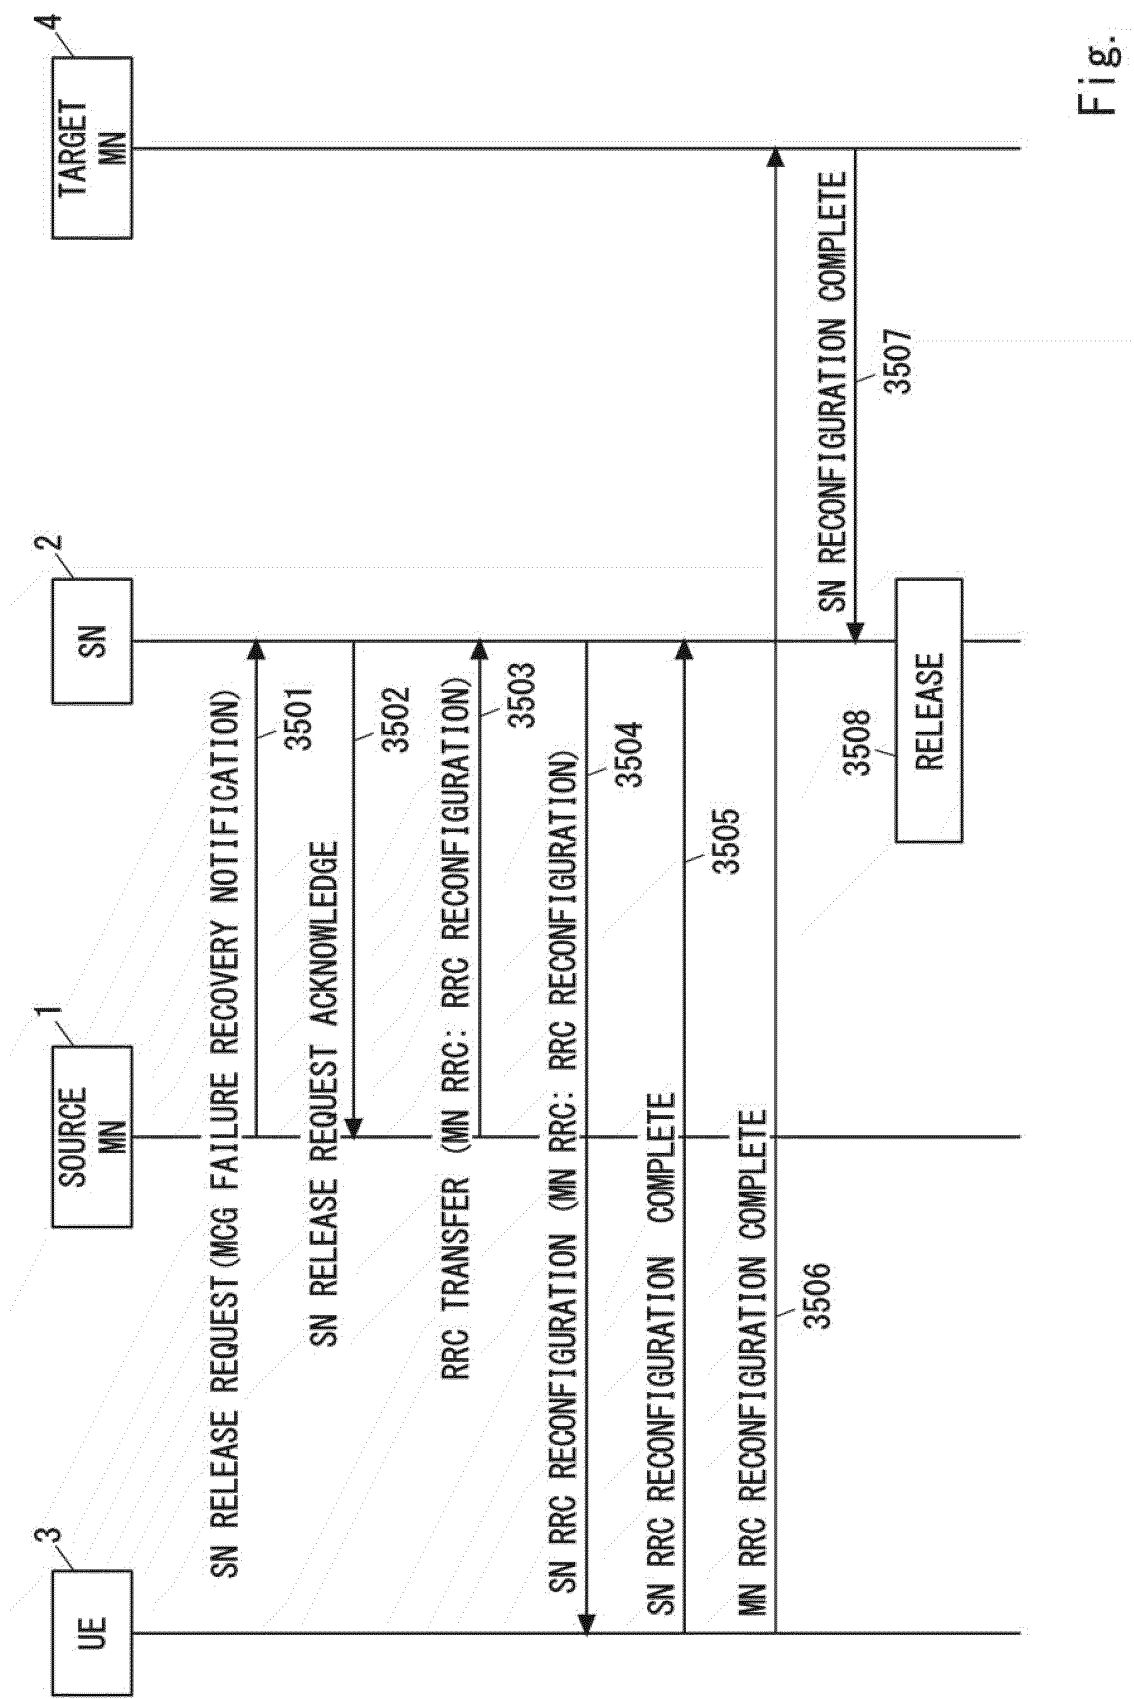 3
UE
1
SOURCE
MN
2
SN
4
TARGET
MN
SN RELEASE REQUEST(MCG FAILURE RECOVERY NOTIFICATION)
3501
SN RELEASE REQUEST ACKNOWLEDGE
3502
RRC TRANSFER (MN RRC: RRC RECONFIGURATION)
3503
SN RRC RECONFIGURATION (MN RRC: RRC RECONFIGURATION)
3504
SN RRC RECONFIGURATION COMPLETE
3505
MN RRC RECONFIGURATION COMPLETE
3506
SN RECONFIGURATION COMPLETE
3507
3508
RELEASE
Fig.